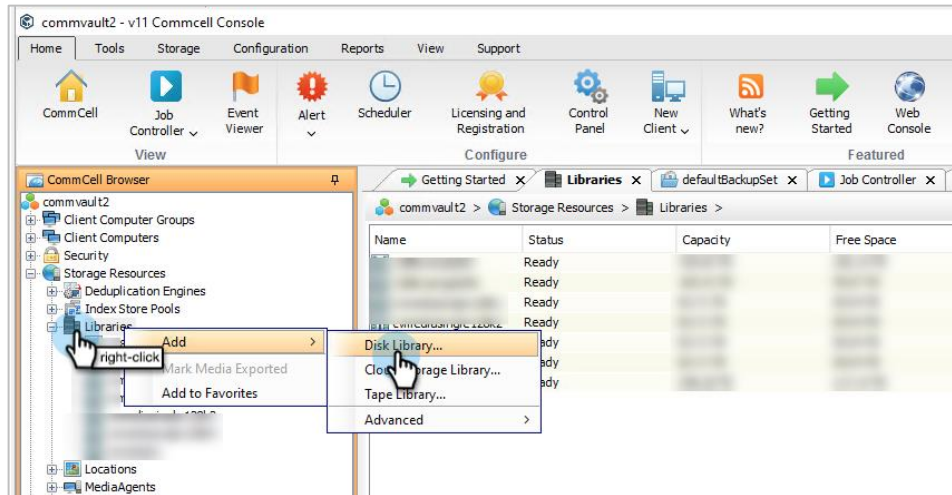 commvault2 - v11 Commcell Console
Home Tools Storage Configuration Reports View Support
CommCell
Job Controller
Event Viewer
Alert
Scheduler
Licensing and Registration
Control Panel
New Client
What's new?
Getting Started
Web Console
View Configure Featured
CommCell Browser
commvault2
Client Computer Groups
Client Computers
Security
Storage Resources
Deduplication Engines
Index Store Pools
Libraries
right-click
Add
Mark Media Exported
Add to Favorites
Disk Library...
Cloud Storage Library...
Tape Library...
Advanced
Locations
MediaAgents
Getting Started Libraries defaultBackupSet Job Controller
commvault2 > Storage Resources > Libraries >
Name Status Capacity Free Space
Ready
Ready
Ready
Ready